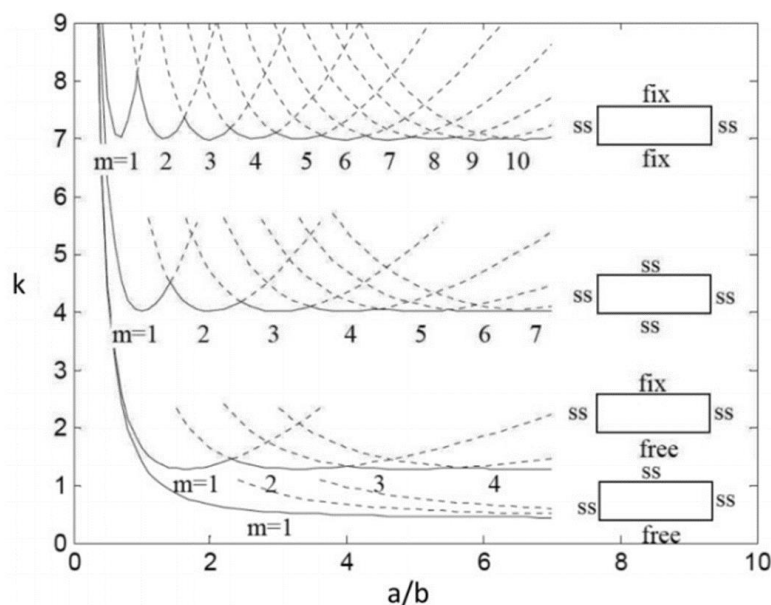 9
8
fix
7
ss ss
m=1 2 3 4 5 6 7 8 9 10
fix
6
5
ss
k
4
ss ss
m=1 2 3 4 5 6 7
ss
3
fix
2
ss ss
m=1 2 3 4
free
1
ss
ss ss
m=1
free
0
0 2 4 6 8 10
a/b